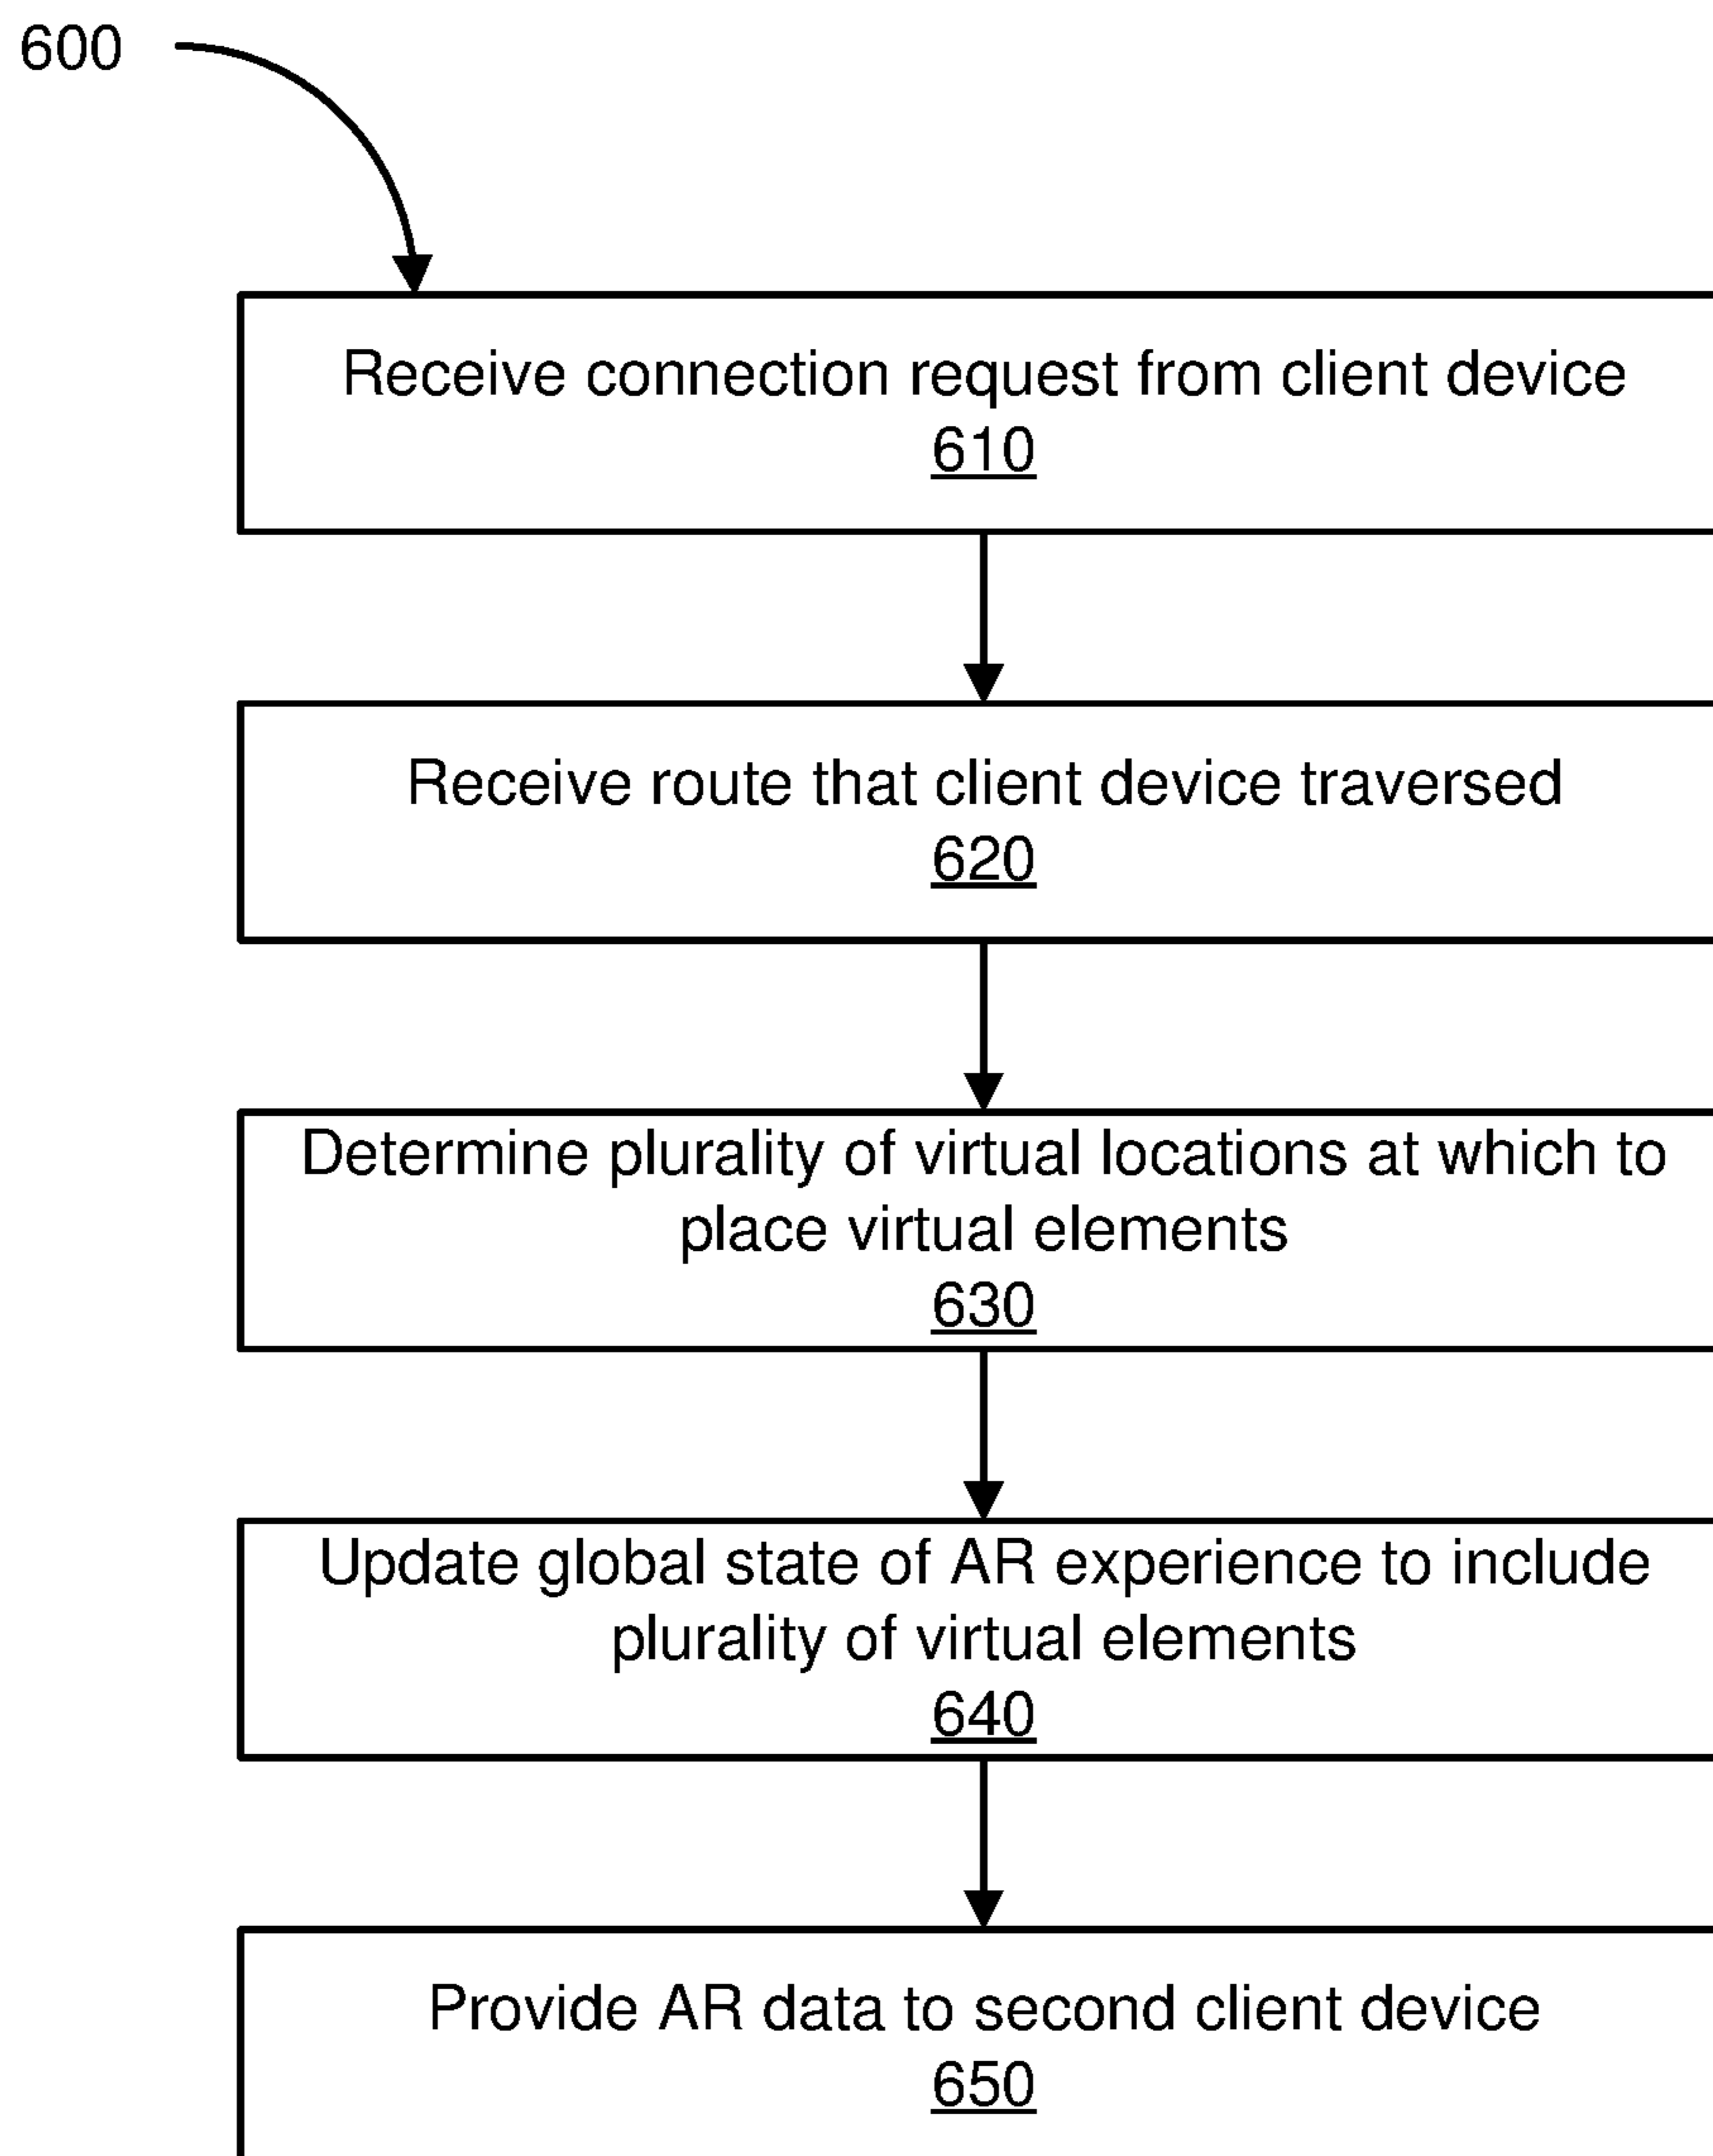 600
Receive connection request from client device
610
Receive route that client device traversed
620
Determine plurality of virtual locations at which to
place virtual elements
630
Update global state of AR experience to include
plurality of virtual elements
640
Provide AR data to second client device
650